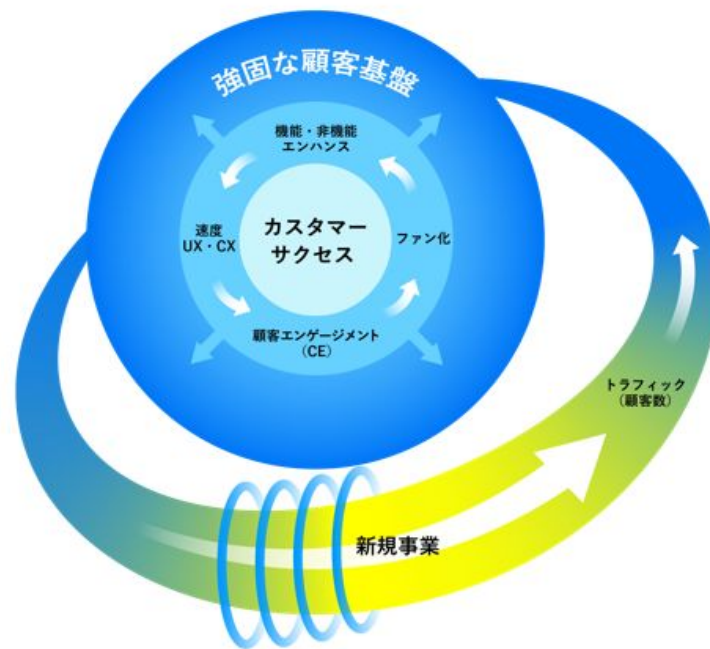 強固な顧客基盤
機能・非機能
エンハンス
速度
UX・CX
カスタマー
サクセス
ファン化
顧客エンゲージメント
(CE)
トラフィック
(顧客数)
新規事業